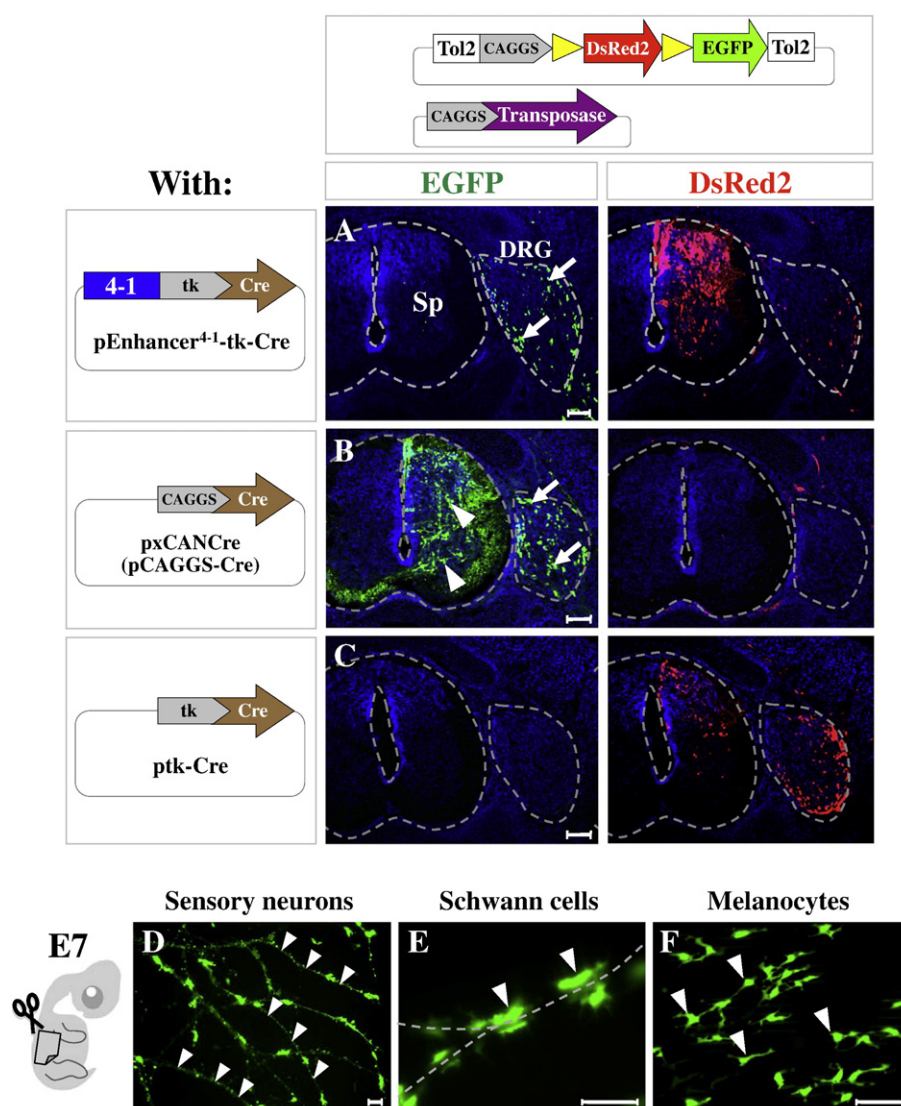 Tol2 CAGGS DsRed2 EGFP Tol2
CAGGS Transposase
With:
EGFP
DsRed2
4-1 tk Cre
pEnhancer⁴⁻¹-tk-Cre
A
DRG
Sp
CAGGS Cre
pxCANCre
(pCAGGS-Cre)
B
tk Cre
ptk-Cre
C
Sensory neurons
Schwann cells
Melanocytes
E7
D
E
F